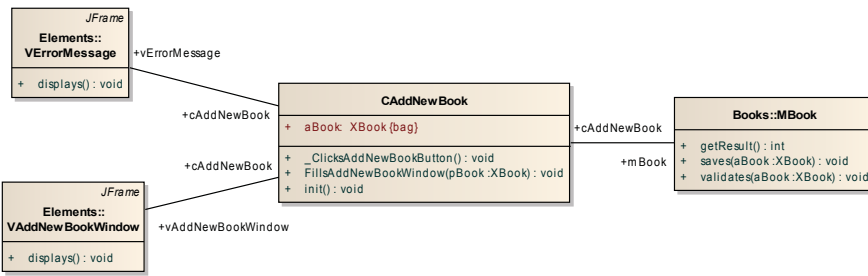 JFrame
Elements::
VErrorMessage
+ displays() : void
+vErrorMessage
+cAddNewBook
CAddNewBook
+ aBook: XBook {bag}
+ _ClicksAddNewBookButton() : void
+ FillsAddNewBookWindow(pBook :XBook) : void
+ init() : void
+cAddNewBook
+mBook
Books::MBook
+ getResult() : int
+ saves(aBook :XBook) : void
+ validates(aBook :XBook) : void
+cAddNewBook
+vAddNewBookWindow
JFrame
Elements::
VAddNewBookWindow
+ displays() : void